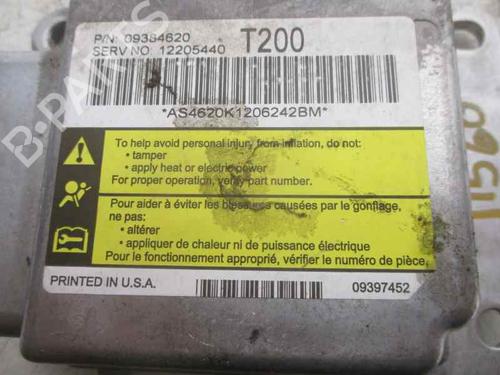 P/N: 09384620
SERV NO: 12205440
T200
*AS4620K1206242BM*
To help avoid personal injury from inflation, do not:
• tamper
• apply heat or electric power
For proper operation, verify part number.
Pour aider à éviter les blessures causées par le gonflage,
ne pas:
• altérer
• appliquer de chaleur ni de puissance électrique
Pour le fonctionnement approprié, vérifier le numéro de pièce.
PRINTED IN U.S.A.
09397452
B-PARTS